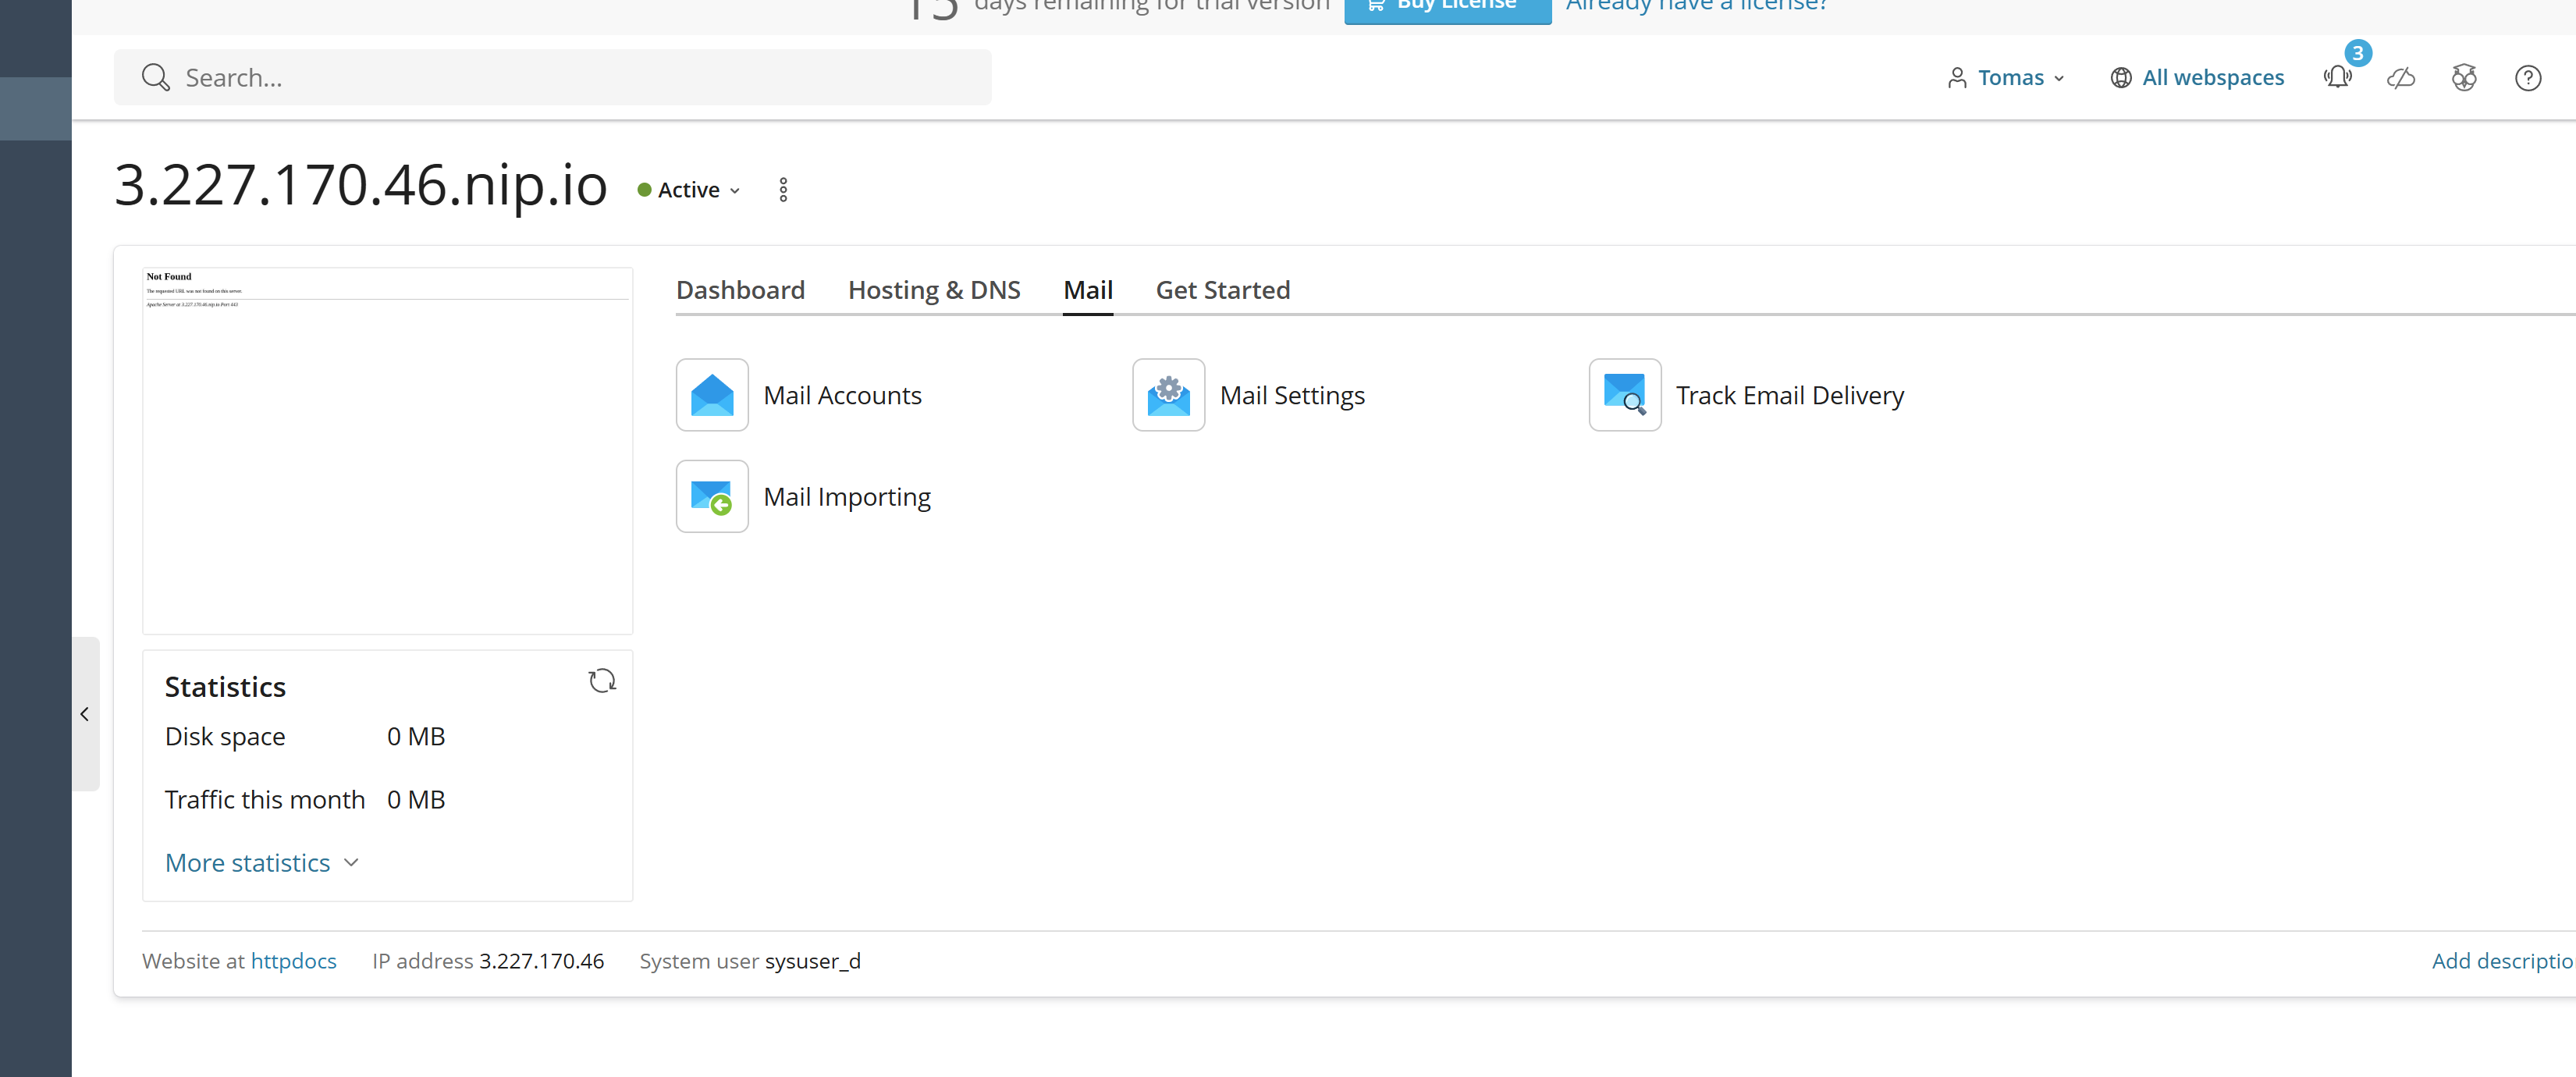 15 days remaining for trial version Buy License Already have a license?
Search...
Tomas All webspaces 3
3.227.170.46.nip.io Active
Not Found
The requested URL was not found on this server.
Apache Server at 3.227.170.46.nip.io Port 443
Dashboard Hosting & DNS Mail Get Started
Mail Accounts Mail Settings Track Email Delivery
Mail Importing
Statistics
Disk space 0 MB
Traffic this month 0 MB
More statistics
Website at httpdocs IP address 3.227.170.46 System user sysuser_d Add descriptio